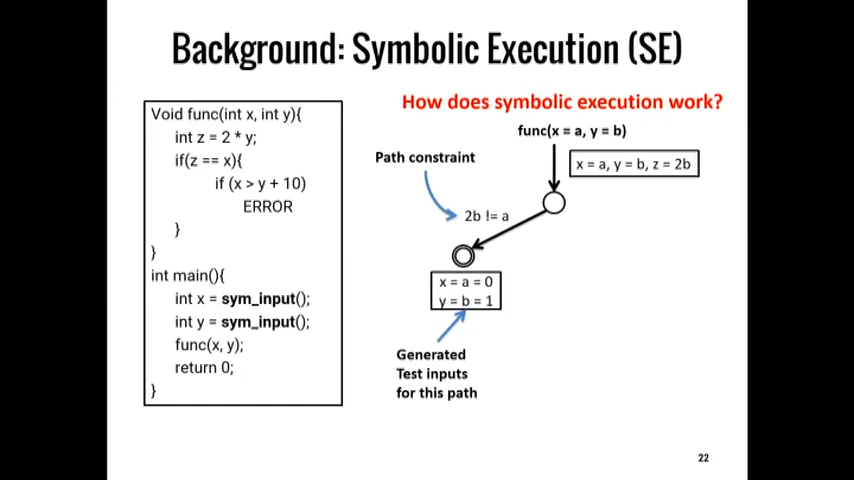 Background: Symbolic Execution (SE)
How does symbolic execution work?
Void func(int x, int y){
int z = 2 * y;
if(z == x){
if (x > y + 10)
ERROR
}
}
int main(){
int x = sym_input();
int y = sym_input();
func(x, y);
return 0;
}
func(x = a, y = b)
Path constraint
x = a, y = b, z = 2b
2b != a
x = a = 0
y = b = 1
Generated
Test inputs
for this path
22